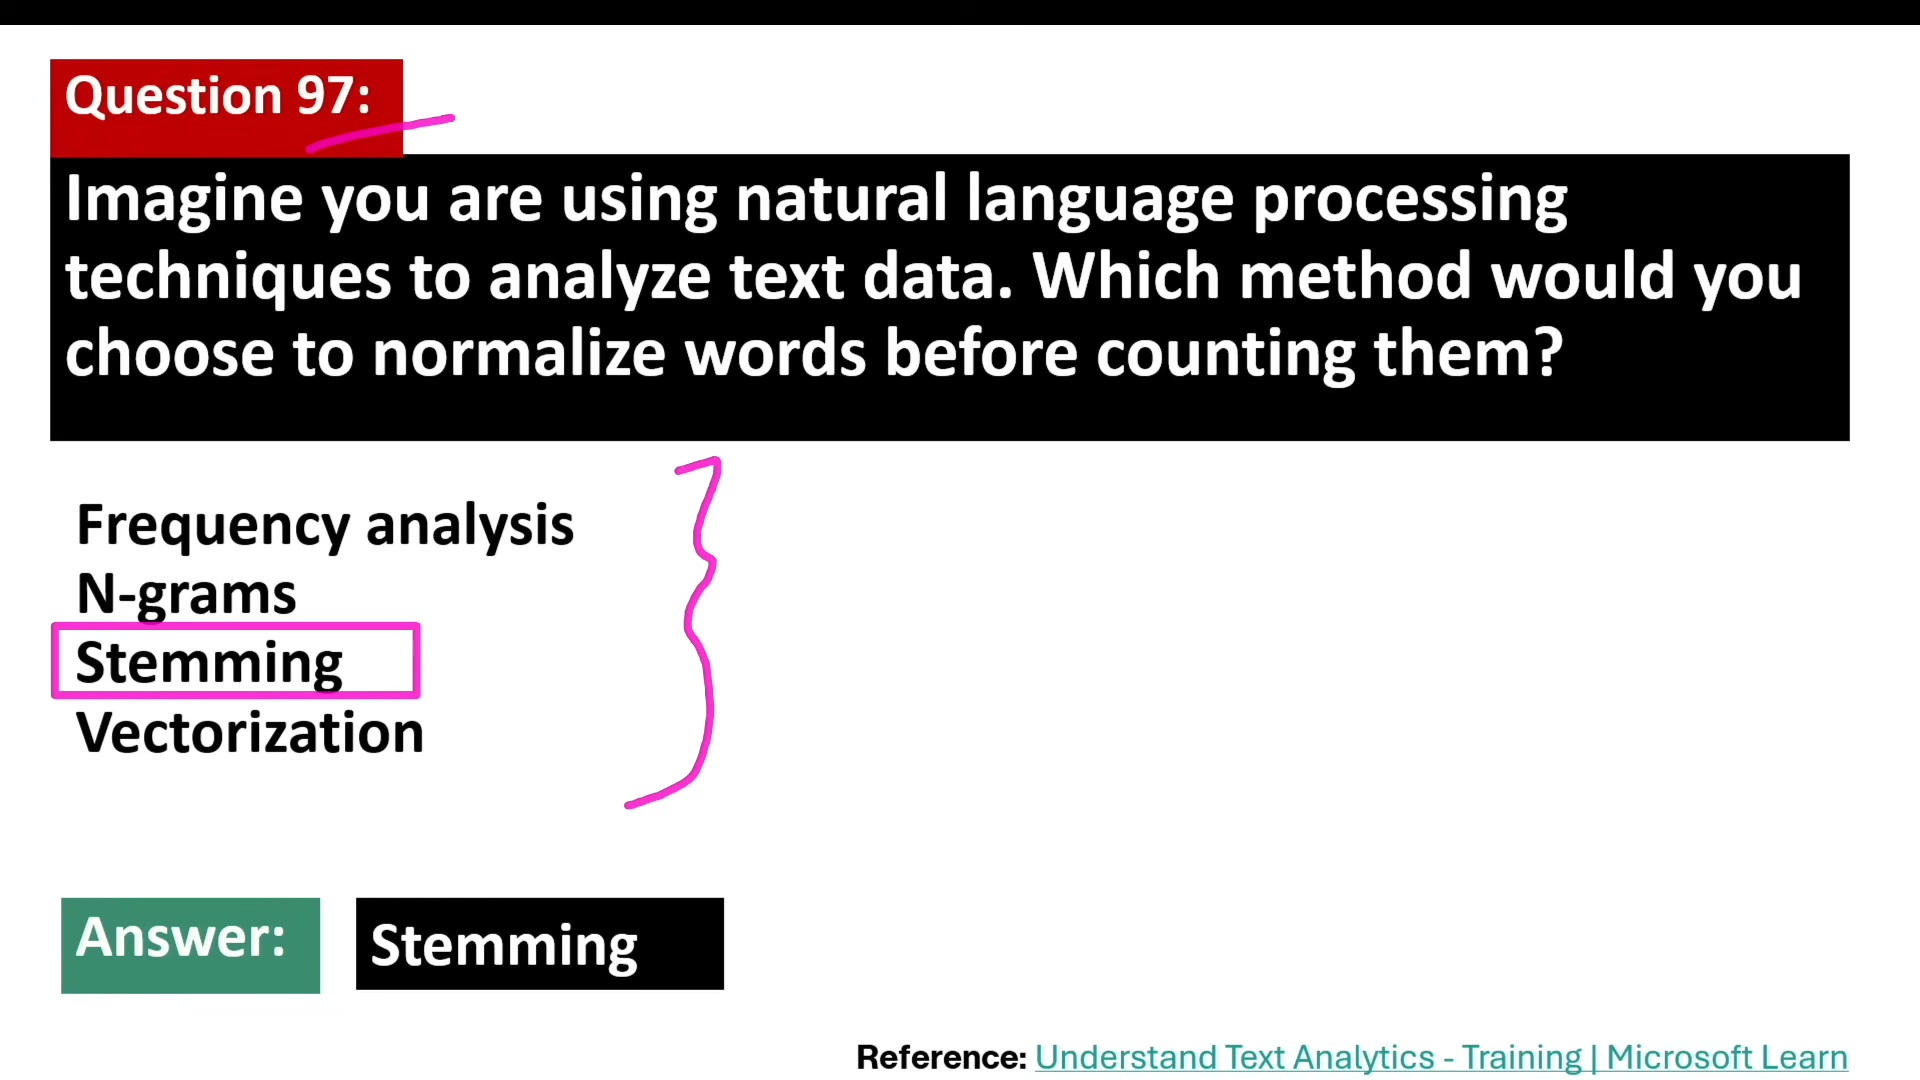 Question 97:
Imagine you are using natural language processing
techniques to analyze text data. Which method would you
choose to normalize words before counting them?
Frequency analysis
N-grams
Stemming
Vectorization
Answer:
Stemming
Reference: Understand Text Analytics - Training | Microsoft Learn